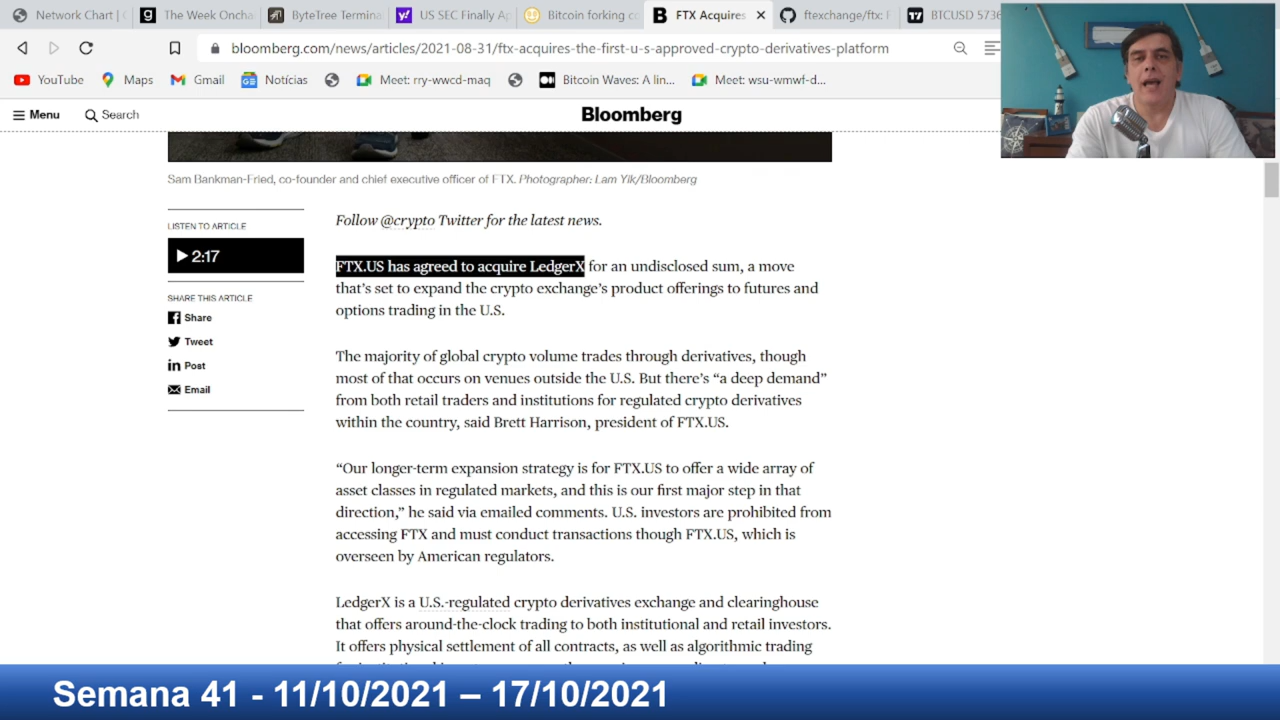 Network Chart | (
The Week Oncha
ByteTree Termina
US SEC Finally Ap
Bitcoin forking co
FTX Acquires
ftexchange/ftx: F
BTCUSD 5736
bloomberg.com/news/articles/2021-08-31/ftx-acquires-the-first-u-s-approved-crypto-derivatives-platform
YouTube
Maps
Gmail
Notícias
Meet: rry-wwcd-maq
Bitcoin Waves: A lin...
Meet: wsu-wmwf-d...
Menu
Search
Bloomberg
Sam Bankman-Fried, co-founder and chief executive officer of FTX. Photographer: Lam Yik/Bloomberg
LISTEN TO ARTICLE
2:17
SHARE THIS ARTICLE
Share
Tweet
Post
Email
Follow @crypto Twitter for the latest news.
FTX.US has agreed to acquire LedgerX for an undisclosed sum, a move
that's set to expand the crypto exchange's product offerings to futures and
options trading in the U.S.
The majority of global crypto volume trades through derivatives, though
most of that occurs on venues outside the U.S. But there's “a deep demand”
from both retail traders and institutions for regulated crypto derivatives
within the country, said Brett Harrison, president of FTX.US.
“Our longer-term expansion strategy is for FTX.US to offer a wide array of
asset classes in regulated markets, and this is our first major step in that
direction,” he said via emailed comments. U.S. investors are prohibited from
accessing FTX and must conduct transactions though FTX.US, which is
overseen by American regulators.
LedgerX is a U.S.-regulated crypto derivatives exchange and clearinghouse
that offers around-the-clock trading to both institutional and retail investors.
It offers physical settlement of all contracts, as well as algorithmic trading
Semana 41 - 11/10/2021 – 17/10/2021